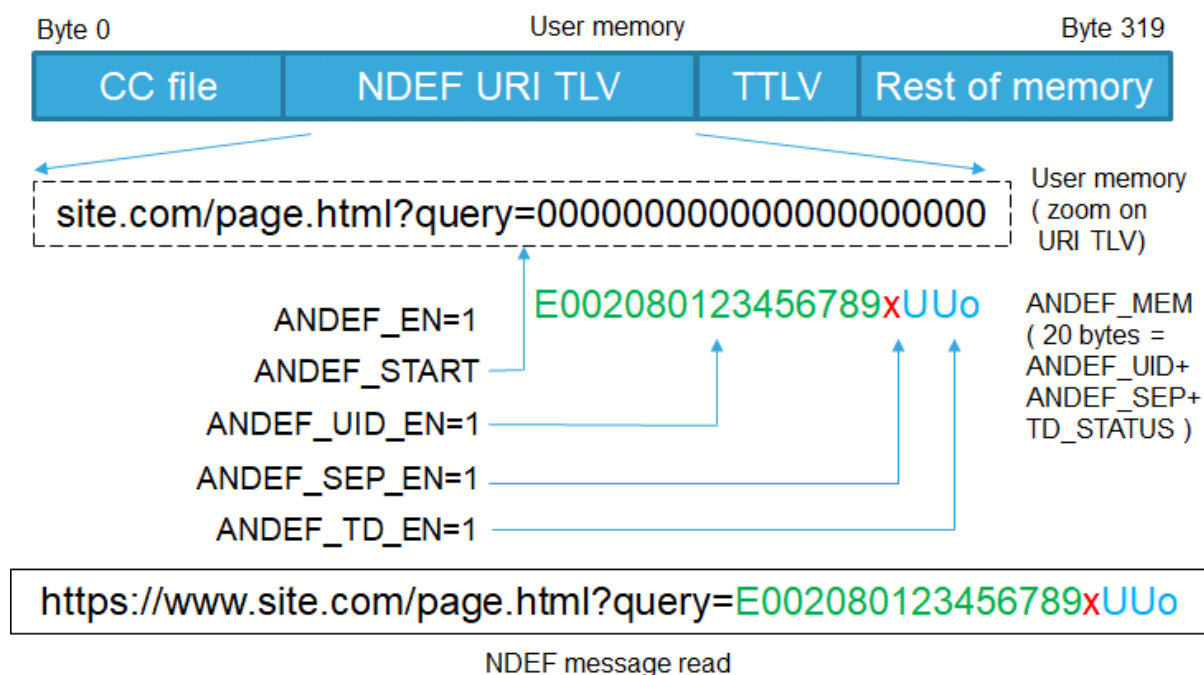 Byte 0 User memory Byte 319
CC file NDEF URI TLV TTLV Rest of memory
site.com/page.html?query=00000000000000000000
User memory
( zoom on
URI TLV)
E002080123456789xUUo
ANDEF_MEM
( 20 bytes =
ANDEF_UID+
ANDEF_SEP+
TD_STATUS )
ANDEF_EN=1
ANDEF_START
ANDEF_UID_EN=1
ANDEF_SEP_EN=1
ANDEF_TD_EN=1
https://www.site.com/page.html?query=E002080123456789xUUo
NDEF message read